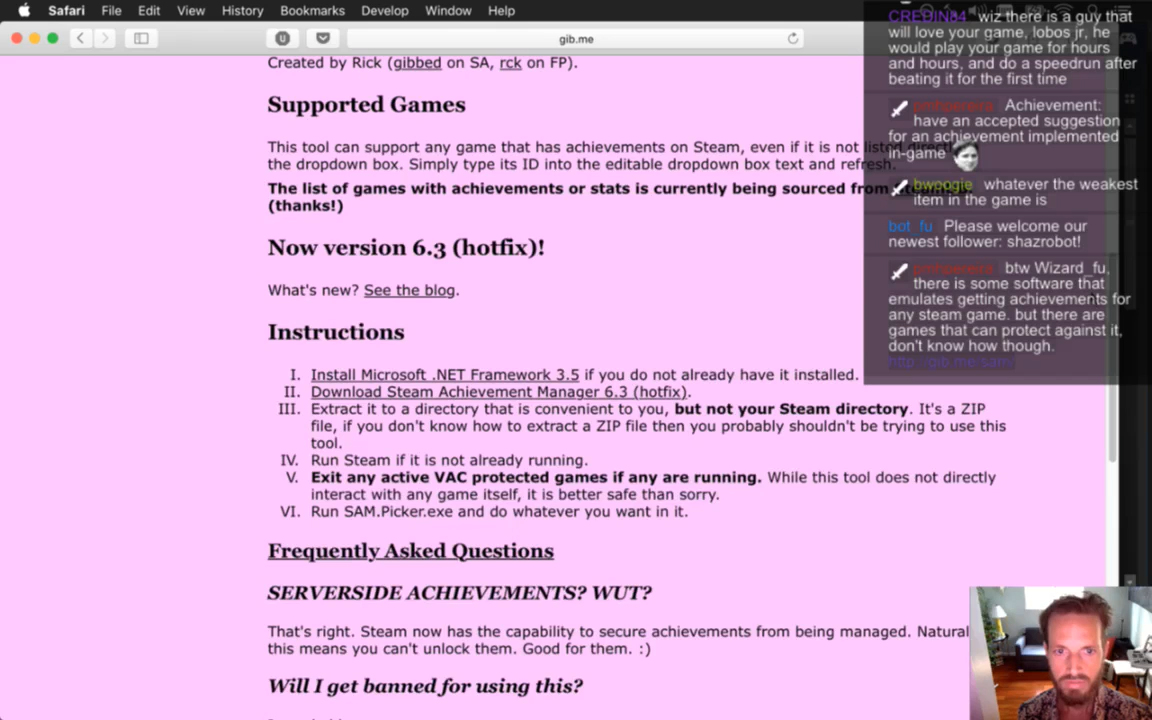 Safari File Edit View History Bookmarks Develop Window Help
gib.me
Created by Rick (gibbed on SA, rck on FP).
Supported Games
This tool can support any game that has achievements on Steam, even if it is not listed directly
the dropdown box. Simply type its ID into the editable dropdown box text and refresh.
The list of games with achievements or stats is currently being sourced from
(thanks!)
Now version 6.3 (hotfix)!
What's new? See the blog.
Instructions
I. Install Microsoft .NET Framework 3.5 if you do not already have it installed.
II. Download Steam Achievement Manager 6.3 (hotfix).
III. Extract it to a directory that is convenient to you, but not your Steam directory. It's a ZIP
file, if you don't know how to extract a ZIP file then you probably shouldn't be trying to use this
tool.
IV. Run Steam if it is not already running.
V. Exit any active VAC protected games if any are running. While this tool does not directly
interact with any game itself, it is better safe than sorry.
VI. Run SAM.Picker.exe and do whatever you want in it.
Frequently Asked Questions
SERVERSIDE ACHIEVEMENTS? WUT?
That's right. Steam now has the capability to secure achievements from being managed. Natural
this means you can't unlock them. Good for them. :)
Will I get banned for using this?
wiz there is a guy that
will love your game, lobos jr, he
would play your game for hours
and hours, and do a speedrun after
beating it for the first time
Achievement:
have an accepted suggestion
for an achievement implemented
in-game
bwoogie whatever the weakest
item in the game is
bot_fu Please welcome our
newest follower: shazrobot!
btw Wizard_fu,
there is some software that
emulates getting achievements for
any steam game. but there are
games that can protect against it,
don't know how though.
http://gib.me/sam/